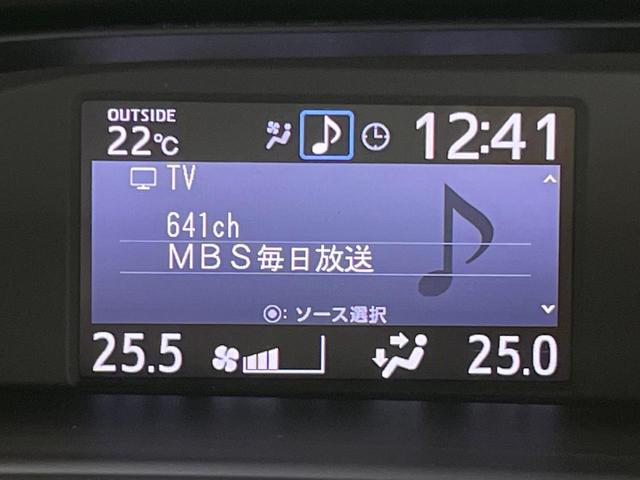 OUTSIDE
22℃
12:41
TV
641ch
MBS毎日放送
◉: ソース選択
25.5
25.0